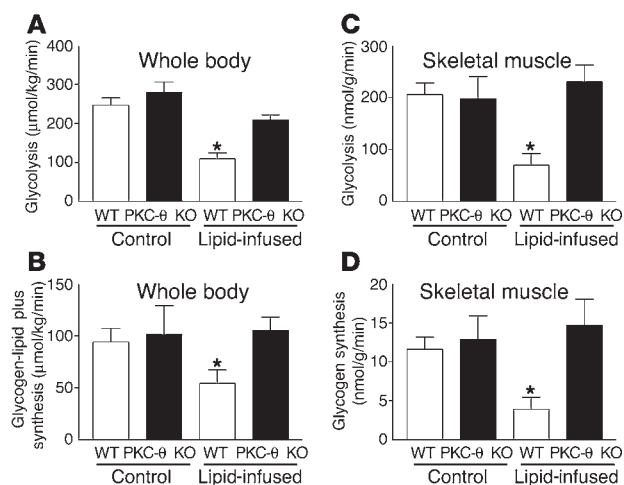 A
Whole body
Glycolysis (μmol/kg/min)
400
300
200
100
0
*
WT PKC-θ KO WT PKC-θ KO
Control Lipid-infused
B
Whole body
Glycogen-lipid plus
synthesis (μmol/kg/min)
150
100
50
0
*
WT PKC-θ KO WT PKC-θ KO
Control Lipid-infused
C
Skeletal muscle
Glycolysis (nmol/g/min)
300
200
100
0
*
WT PKC-θ KO WT PKC-θ KO
Control Lipid-infused
D
Skeletal muscle
Glycogen synthesis
(nmol/g/min)
20
15
10
5
0
*
WT PKC-θ KO WT PKC-θ KO
Control Lipid-infused